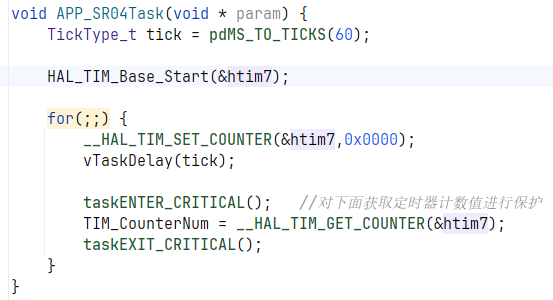 void APP_SR04Task(void * param) {
    TickType_t tick = pdMS_TO_TICKS(60);
    HAL_TIM_Base_Start(&htim7);
    for(;;) {
        __HAL_TIM_SET_COUNTER(&htim7,0x0000);
        vTaskDelay(tick);
        taskENTER_CRITICAL();   //对下面获取定时器计数值进行保护
        TIM_CounterNum = __HAL_TIM_GET_COUNTER(&htim7);
        taskEXIT_CRITICAL();
    }
}